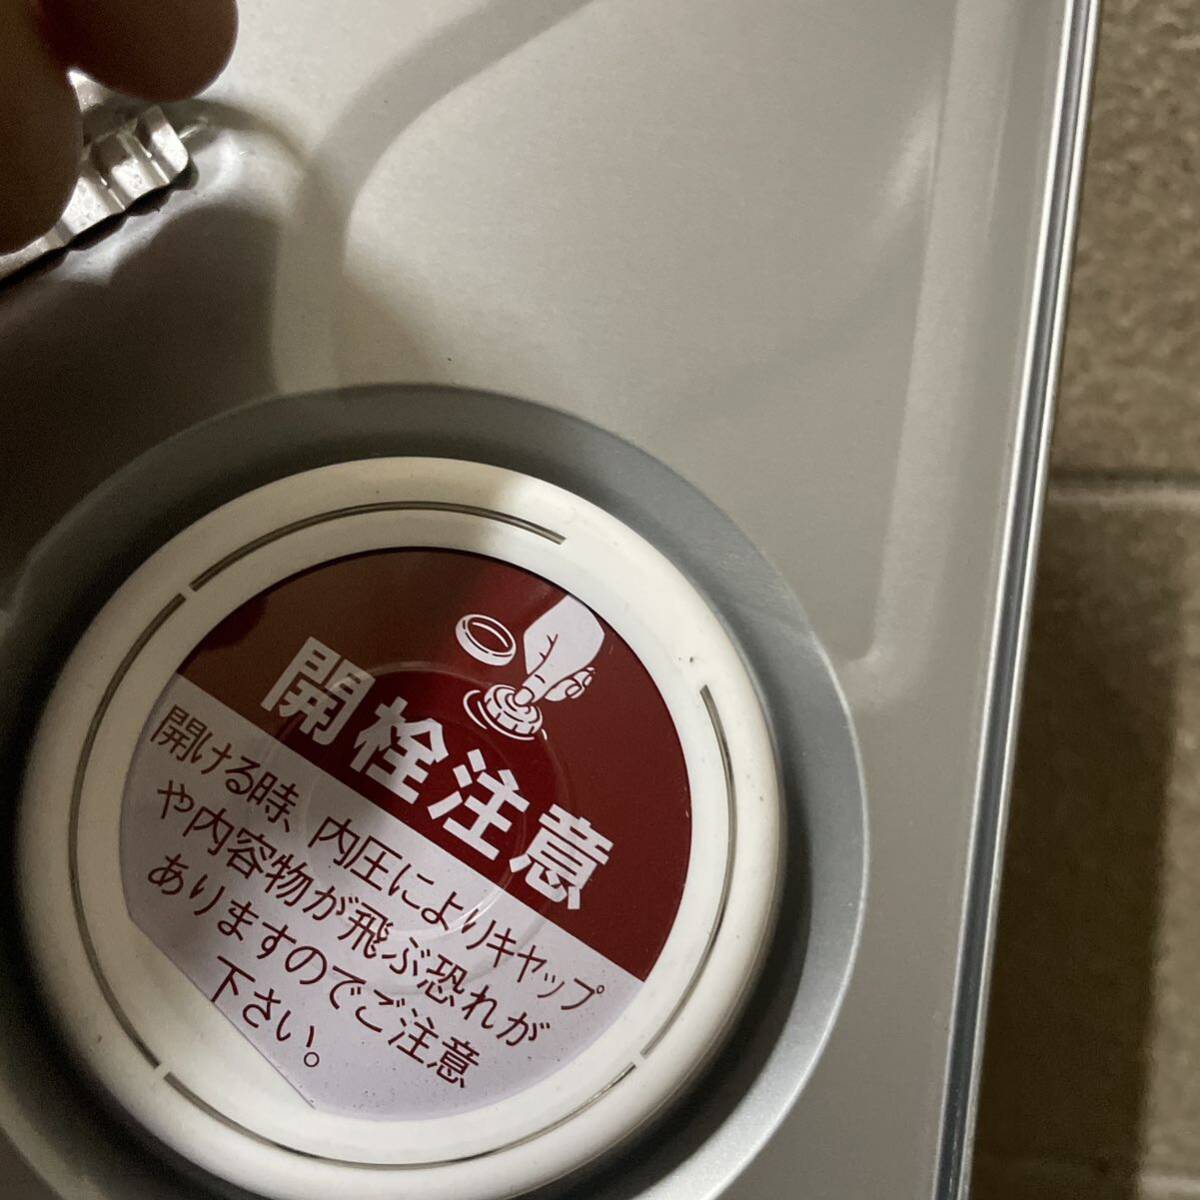 開栓注意
開ける時、内圧によりキャップ
や内容物が飛ぶ恐れが
ありますのでご注意
下さい。